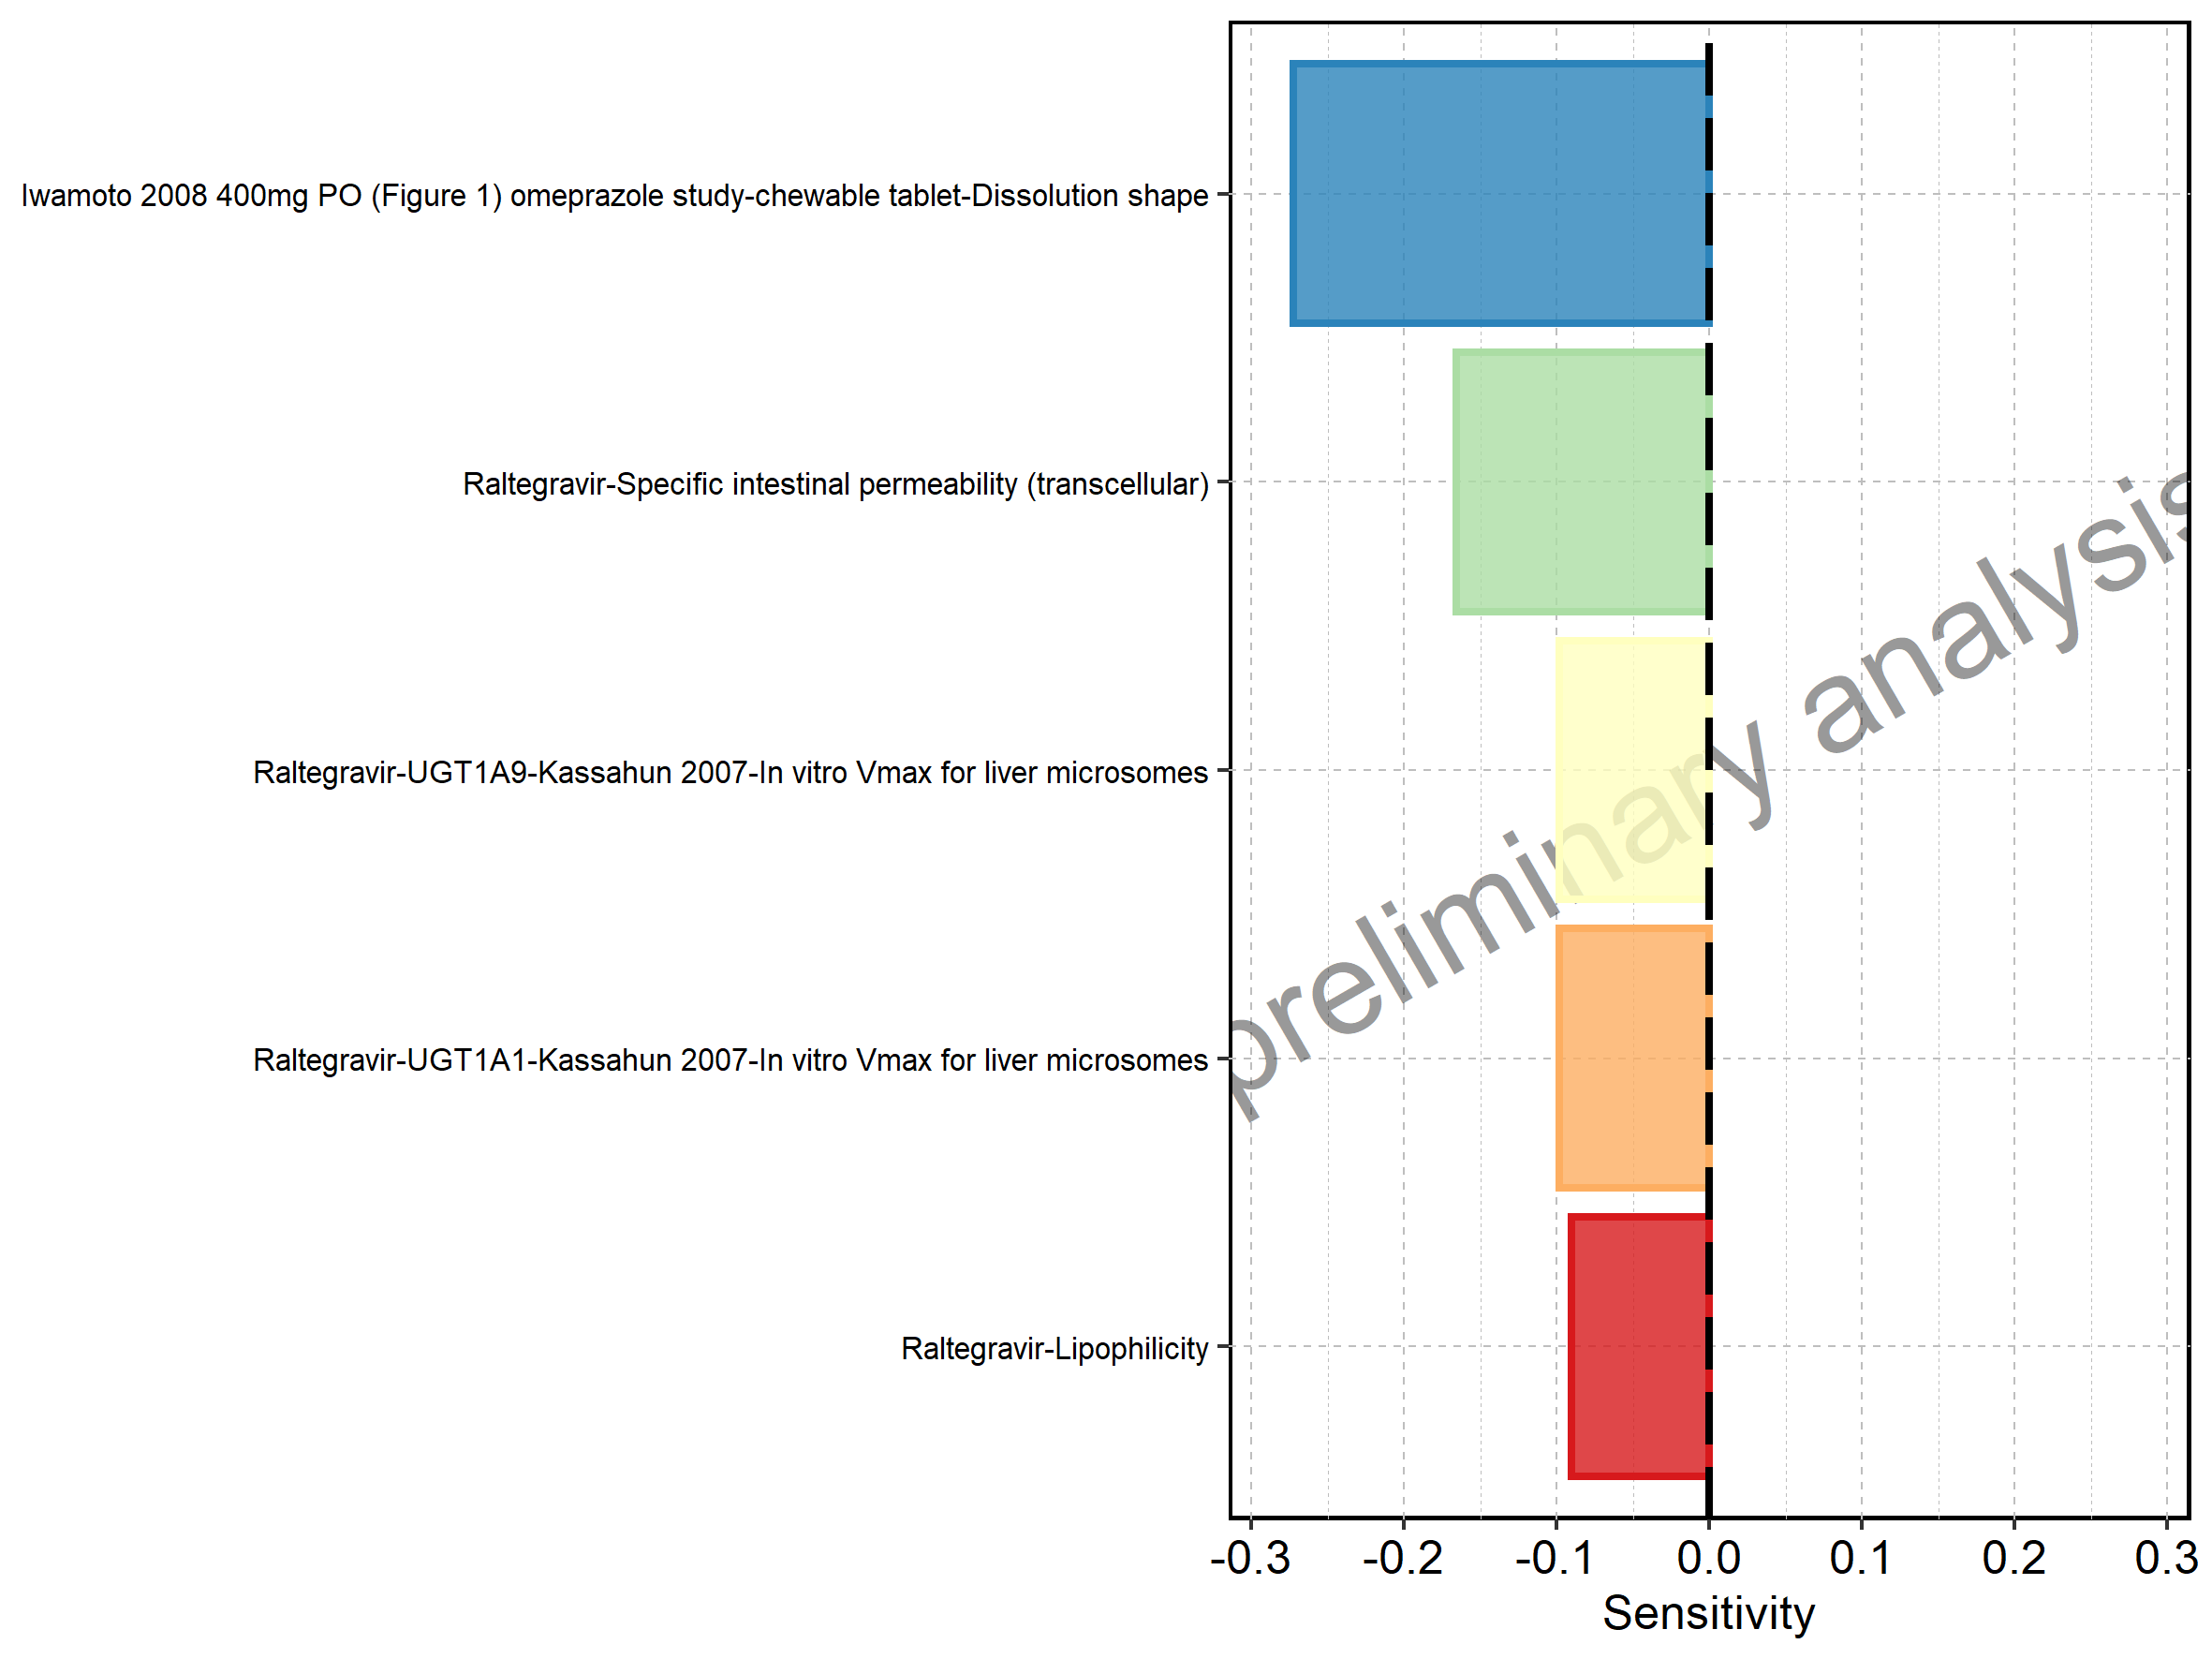 Iwamoto 2008 400mg PO (Figure 1) omeprazole study-chewable tablet-Dissolution shape
Raltegravir-Specific intestinal permeability (transcellular)
Raltegravir-UGT1A9-Kassahun 2007-In vitro Vmax for liver microsomes
Raltegravir-UGT1A1-Kassahun 2007-In vitro Vmax for liver microsomes
Raltegravir-Lipophilicity
preliminary analysis
-0.3 -0.2 -0.1 0.0 0.1 0.2 0.3
Sensitivity